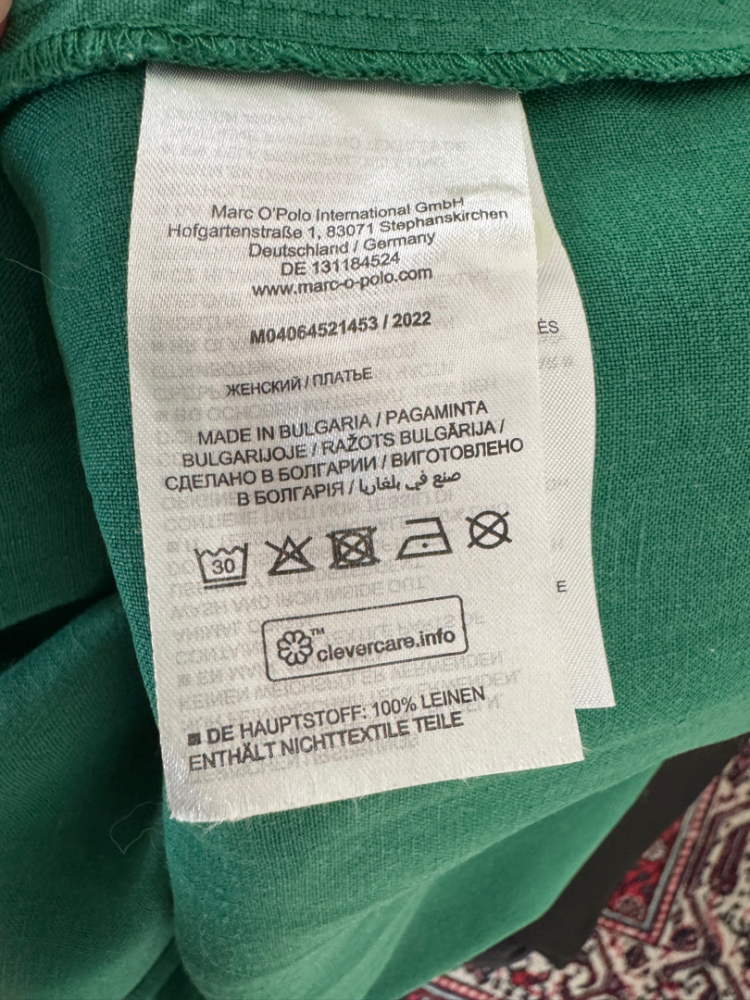 Marc O'Polo International GmbH
Hofgartenstraße 1, 83071 Stephanskirchen
Deutschland / Germany
DE 131184524
www.marc-o-polo.com
M04064521453 / 2022
ЖЕНСКИЙ / ПЛАТЬЕ
MADE IN BULGARIA / PAGAMINTA
BULGARIJOJE / RAŽOTS BULGĀRIJA /
СДЕЛАНО В БОЛГАРИИ / ВИГОТОВЛЕНО
В БОЛГАРІЯ / صنع في بلغاريا
30
clevercare.info™
DE HAUPTSTOFF: 100% LEINEN
ENTHÄLT NICHTTEXTILE TEILE
ÉS
E